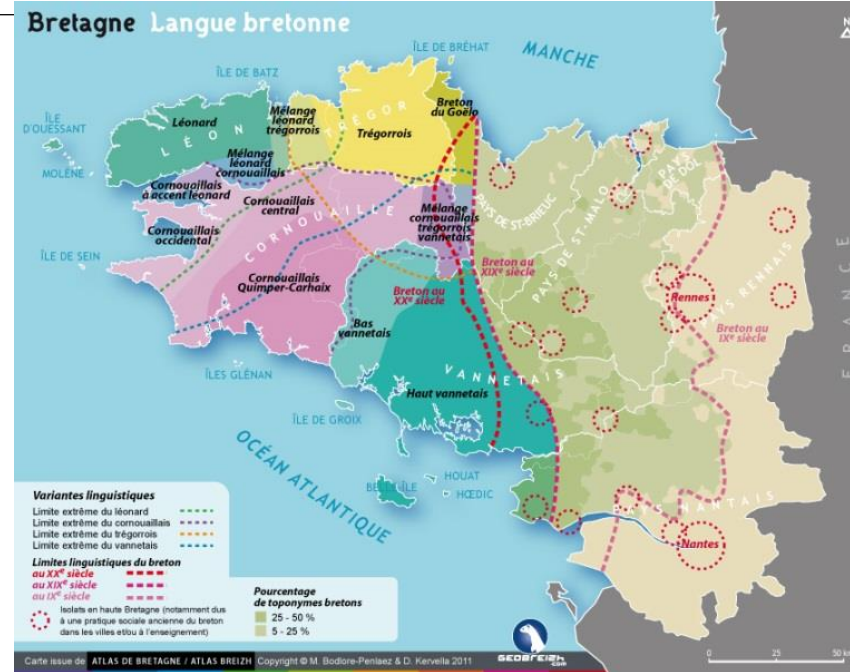 Bretagne Langue bretonne
N
MANCHE
ÎLE DE BRÉHAT
ÎLE DE BATZ
ÎLE
D'OUESSANT
MOLÈNE
ÎLE DE SEIN
Léonard
LÉON
Mélange
léonard
trégorrois
TRÉGOR
Trégorrois
Breton
du Goëlo
Mélange
léonard
cornouaillais
Cornouaillais
à accent léonard
Cornouaillais
central
CORNOUAILLE
Cornouaillais
occidental
Mélange
cornouaillais
trégorrois
vannetais
Cornouaillais
Quimper-Carhaix
Breton au
XXe siècle
Breton au
XIXe siècle
Bas
vannetais
VANNETAIS
Haut vannetais
PAYS DE ST-BRIEUC
PAYS DE ST-MALO
PAYS
DE DOL
PAYS RENNAIS
Rennes
Breton au
IXe siècle
FRANCE
PAYS NANTAIS
Nantes
ÎLES GLÉNAN
ÎLE DE GROIX
BELLE-ÎLE
HOUAT
HŒDIC
OCÉAN ATLANTIQUE
Variantes linguistiques
Limite extrême du léonard
Limite extrême du cornouaillais
Limite extrême du trégorrois
Limite extrême du vannetais
Limites linguistiques du breton
au XXe siècle
au XIXe siècle
au IXe siècle
Isolats en haute Bretagne (notamment dus
à une pratique sociale ancienne du breton
dans les villes et/ou à l'enseignement)
Pourcentage
de toponymes bretons
25 - 50 %
5 - 25 %
GEOBREIZH
.COM
0 25 50 km
Carte issue de ATLAS DE BRETAGNE / ATLAS BREIZH Copyright © M. Bodlore-Penlaez & D. Kervella 2011